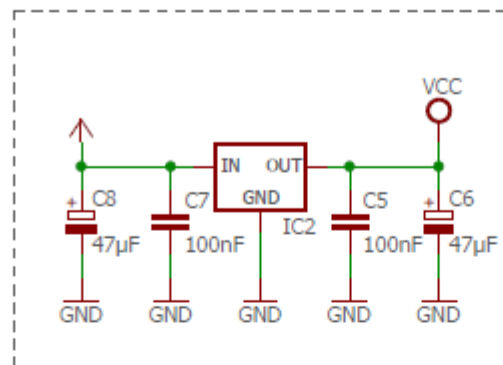 VCC
IN OUT
GND
+ C8
47µF
C7
100nF
IC2
C5
100nF
+ C6
47µF
GND GND GND GND GND